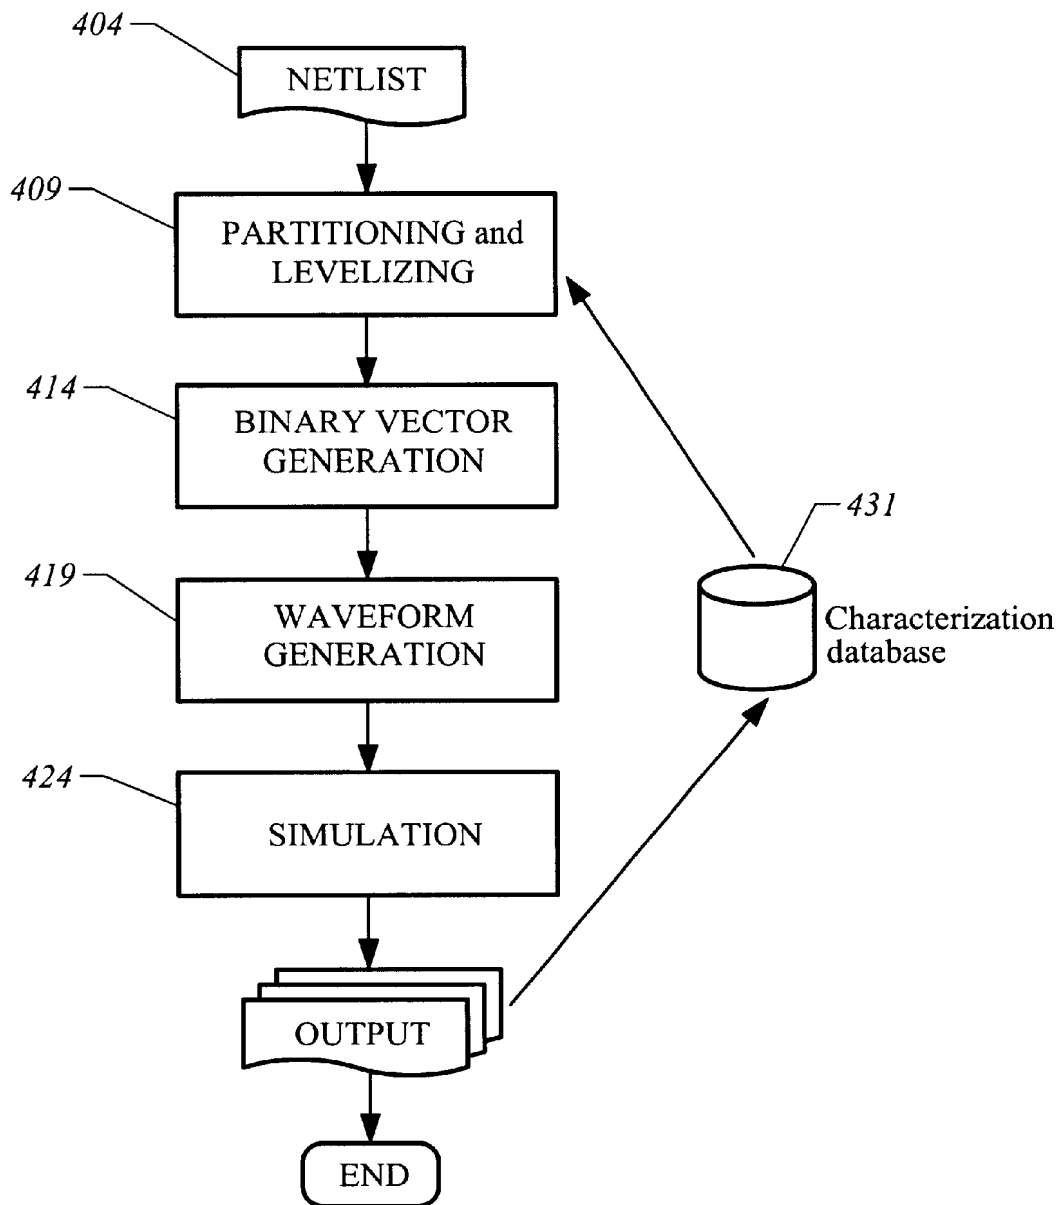 404
NETLIST
409
PARTITIONING and
LEVELIZING
414
BINARY VECTOR
GENERATION
431
419
WAVEFORM
GENERATION
Characterization
database
424
SIMULATION
OUTPUT
END